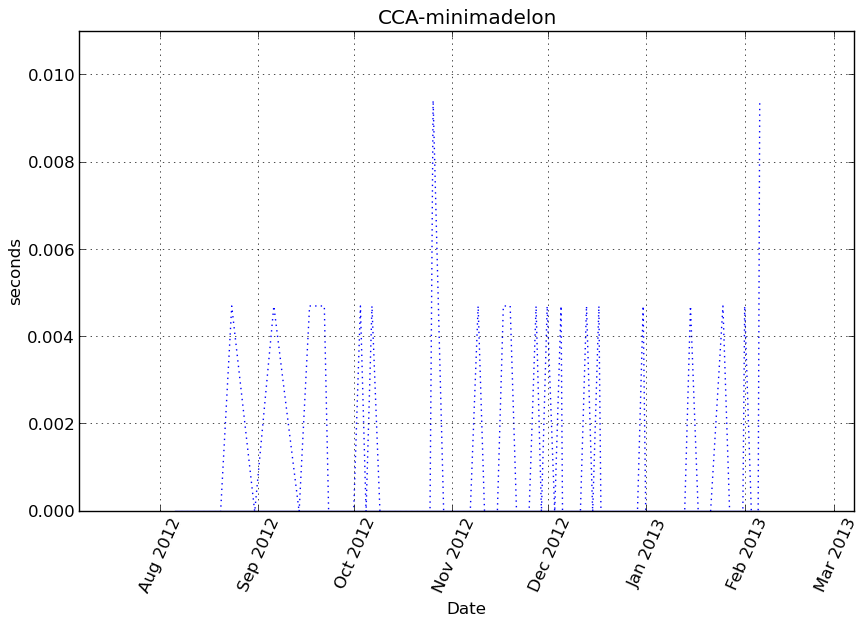 CCA-minimadelon
0.010
0.008
0.006
0.004
0.002
0.000
seconds
Aug 2012
Sep 2012
Oct 2012
Nov 2012
Dec 2012
Jan 2013
Feb 2013
Mar 2013
Date